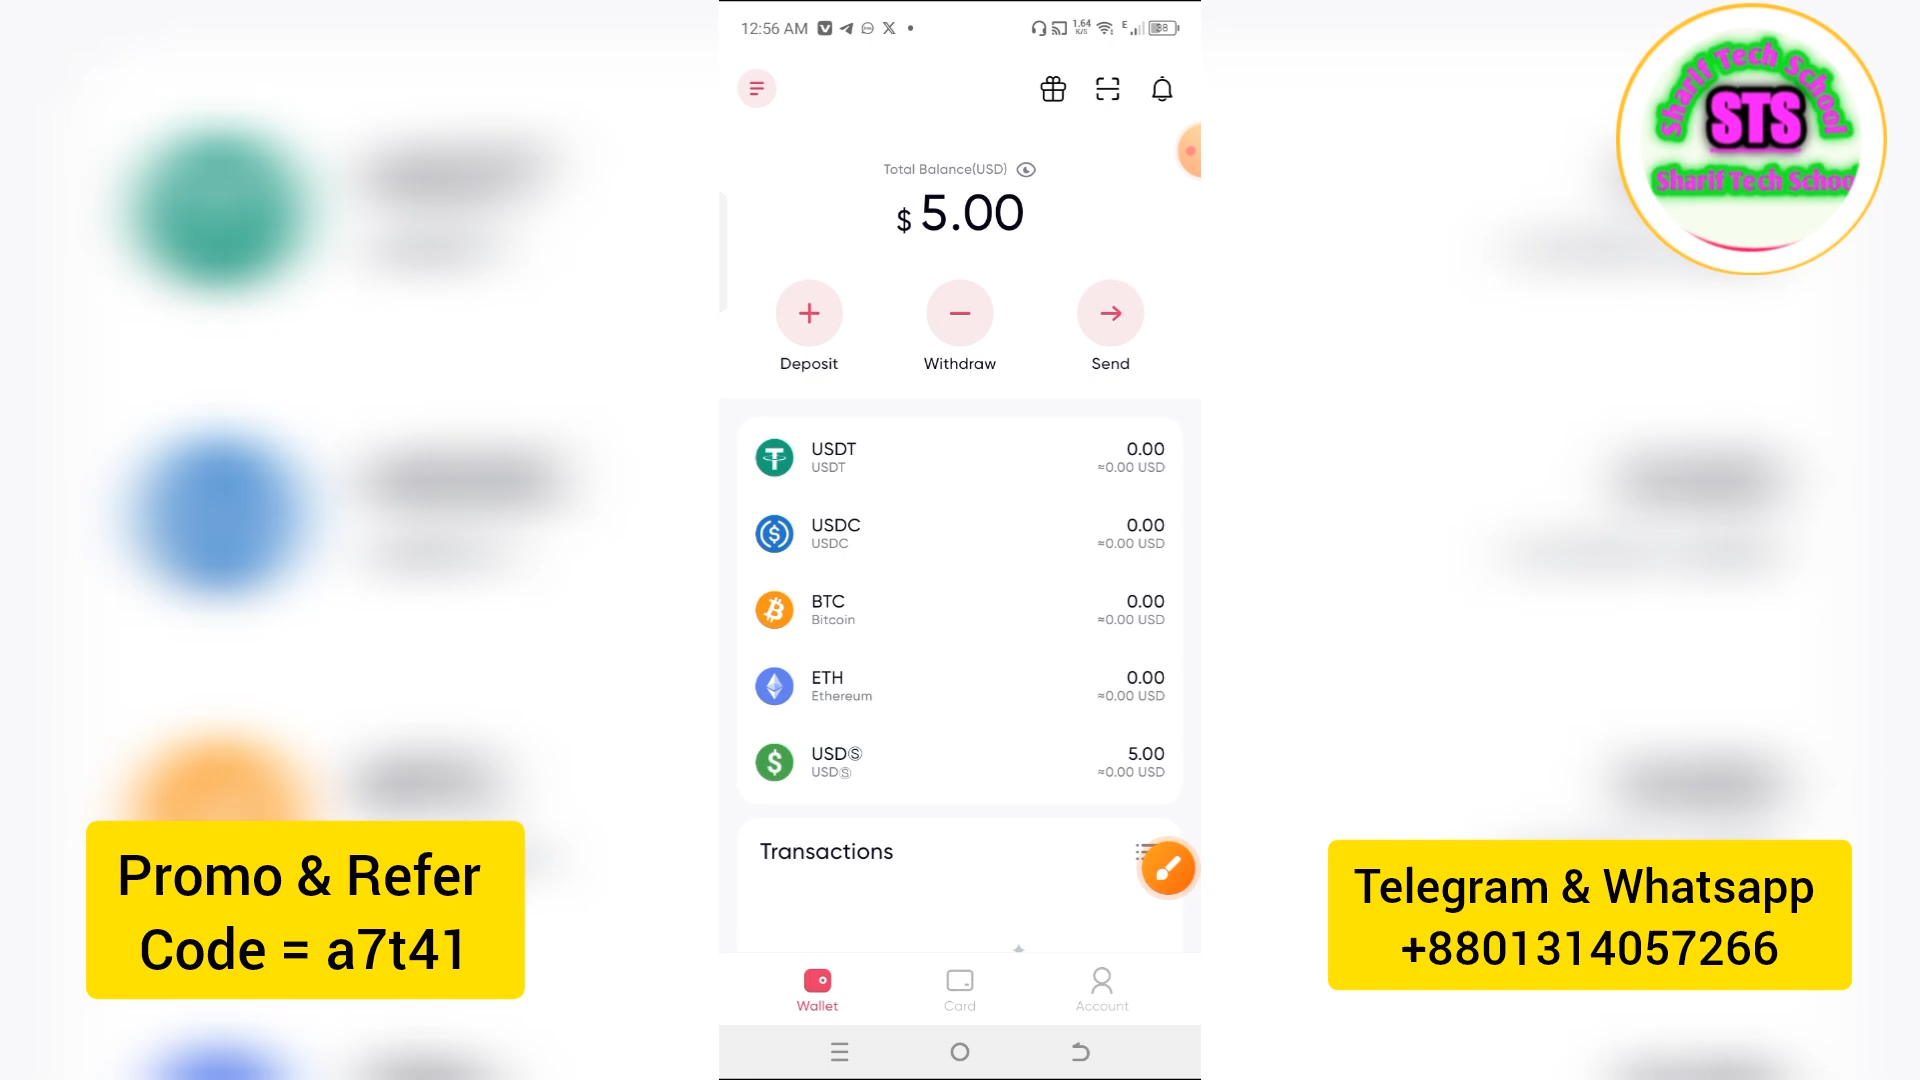 12:56 AM
1.64
K/S
E
88
Total Balance(USD)
$ 5.00
Deposit
Withdraw
Send
USDT
USDT
0.00
≈0.00 USD
USDC
USDC
0.00
≈0.00 USD
BTC
Bitcoin
0.00
≈0.00 USD
ETH
Ethereum
0.00
≈0.00 USD
USDⓈ
USDⓈ
5.00
≈0.00 USD
Transactions
Wallet
Card
Account
Sharif Tech School
STS
Sharif Tech School
Promo & Refer
Code = a7t41
Telegram & Whatsapp
+8801314057266